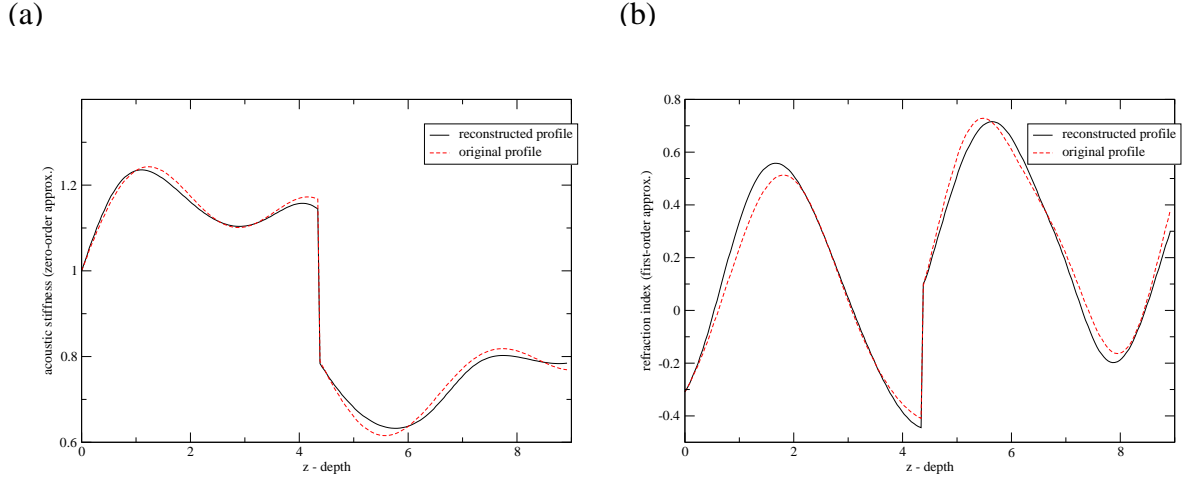 (a)
(b)
acoustic stiffness (zero-order approx.)
1.2
1
0.8
0.6
reconstructed profile
original profile
0
2
4
6
8
z - depth
refraction index (first-order approx.)
0.8
0.6
0.4
0.2
0
-0.2
-0.4
reconstructed profile
original profile
0
2
4
6
8
z - depth